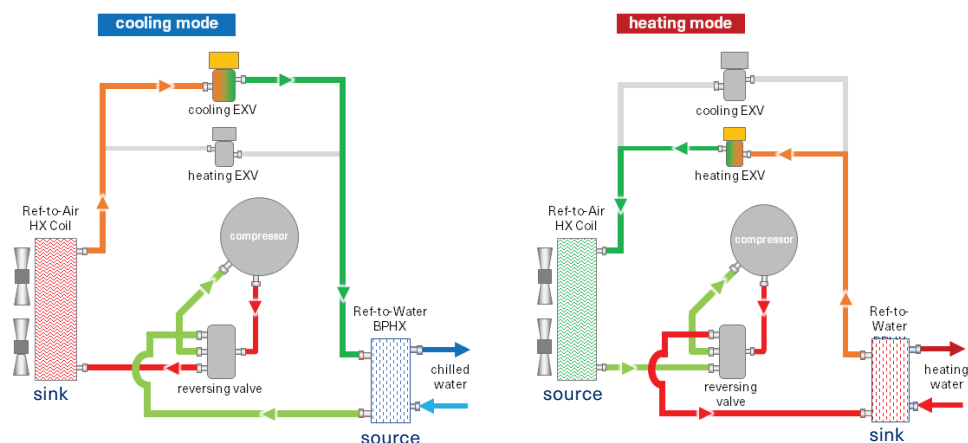 cooling mode
cooling EXV
heating EXV
Ref-to-Air
HX Coil
compressor
Ref-to-Water
BPHX
reversing valve
chilled
water
sink
source
heating mode
cooling EXV
heating EXV
Ref-to-Air
HX Coil
compressor
Ref-to-
Water
reversing
valve
heating
water
source
sink